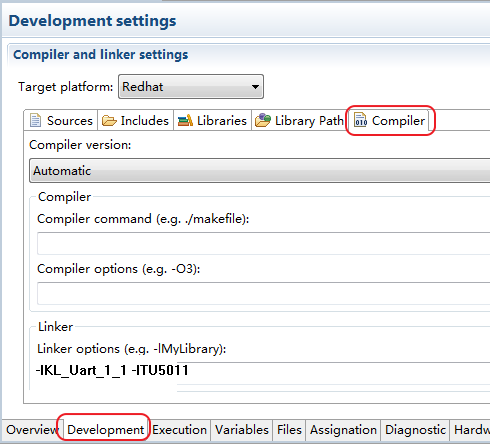 Development settings
Compiler and linker settings
Target platform: Redhat
Sources Includes Libraries Library Path Compiler
Compiler version:
Automatic
Compiler
Compiler command (e.g. ./makefile):
Compiler options (e.g. -O3):
Linker
Linker options (e.g. -lMyLibrary):
-lKL_Uart_1_1 -lTU5011
Overview Development Execution Variables Files Assignation Diagnostic Hardw